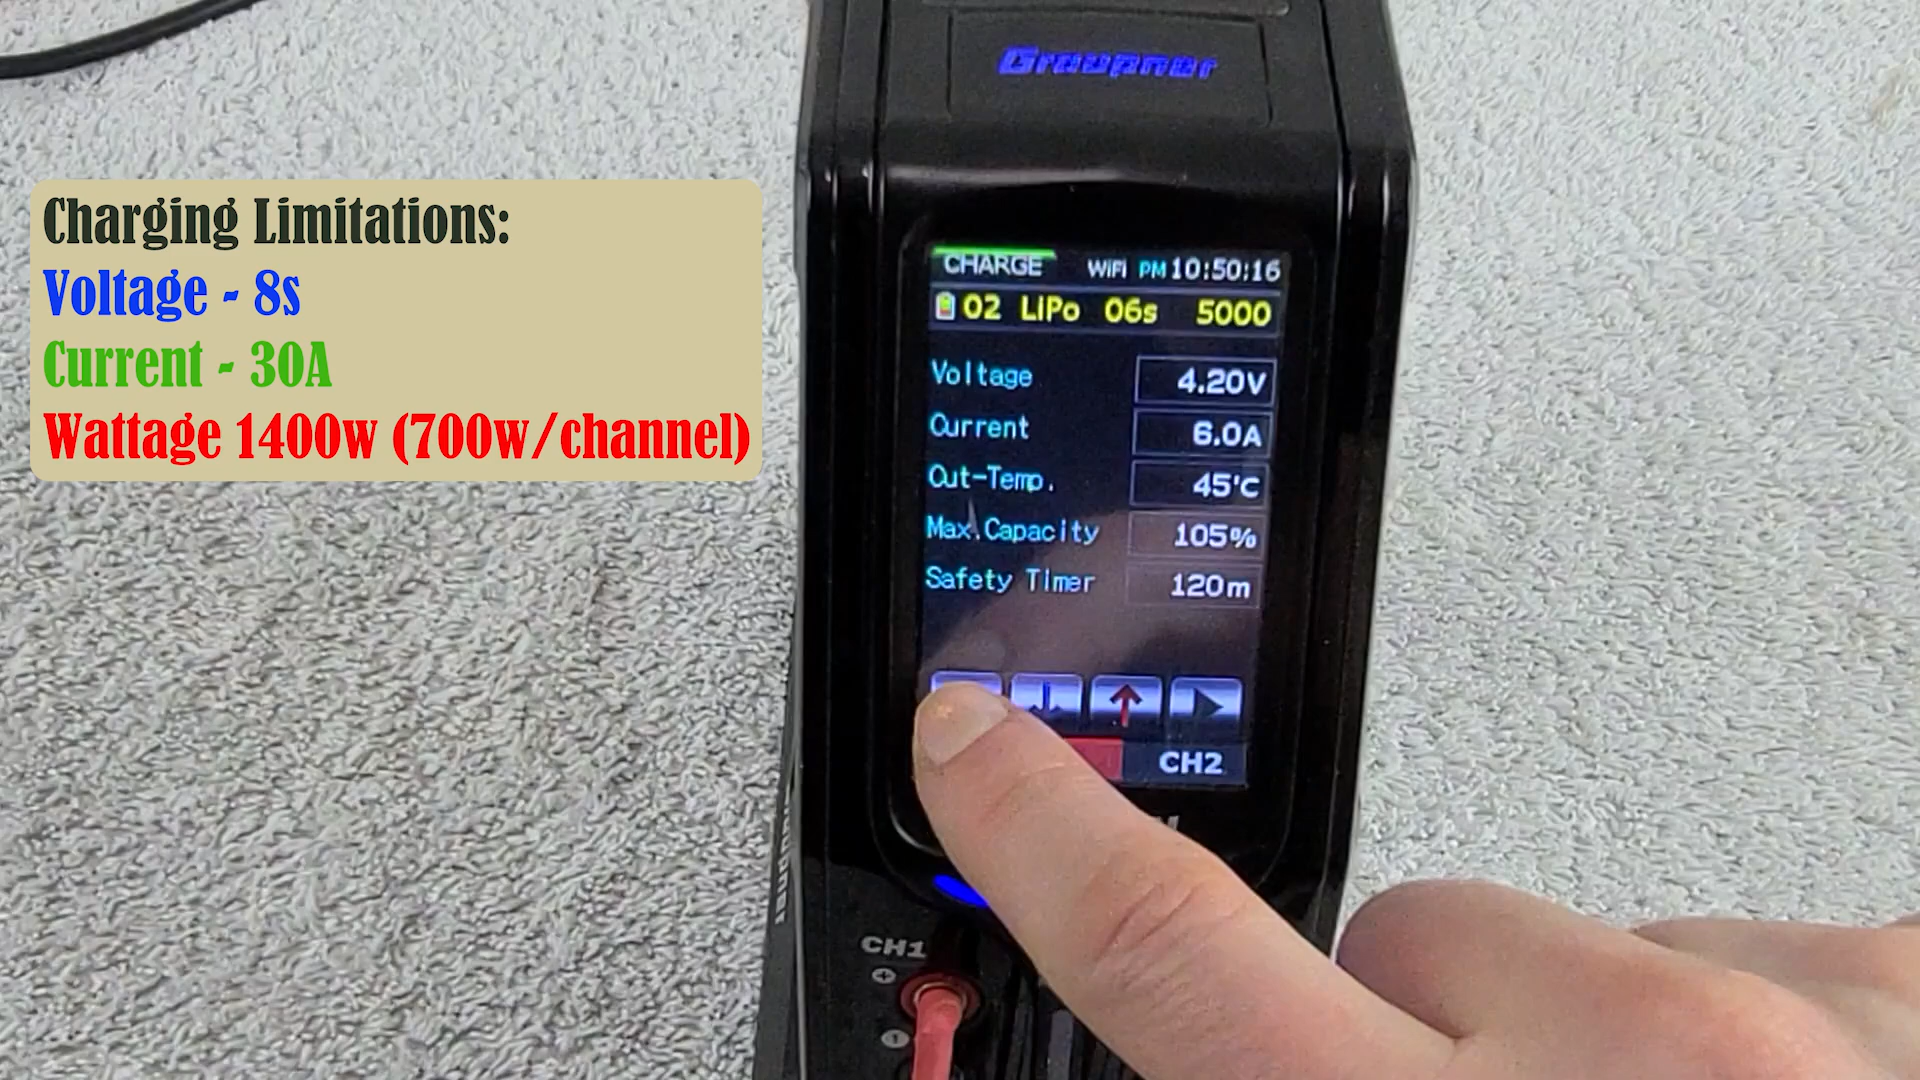 Graupner
Charging Limitations:
Voltage - 8s
Current - 30A
Wattage 1400w (700w/channel)
CHARGE WiFi PM 10:50:16
02 LiPo 06s 5000
Voltage 4.20V
Current 6.0A
Cut-Temp. 45'C
Max.Capacity 105%
Safety Timer 120m
CH2
CH1